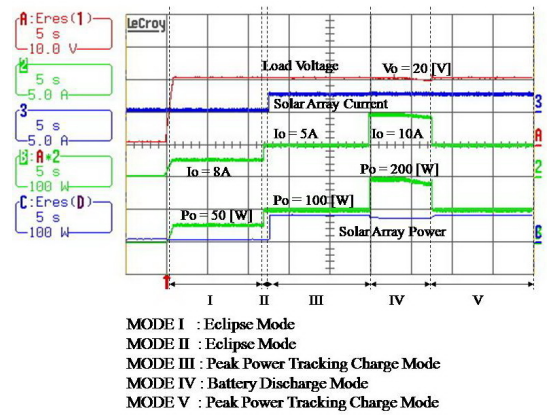 A:Eres(1)
5 s
10.0 V
LeCroy
2
5 s
5.0 A
3
5 s
5.0 A
B:A*2
5 s
100 W
C:Eres(D)
5 s
100 W
Load Voltage
Vo = 20 [V]
Solar Array Current
3
Io = 5A
Io = 10A
A
Io = 8A
Po = 200 [W]
2
Po = 50 [W]
Po = 100 [W]
Solar Array Power
I
II
III
IV
V
MODE I : Eclipse Mode
MODE II : Eclipse Mode
MODE III : Peak Power Tracking Charge Mode
MODE IV : Battery Discharge Mode
MODE V : Peak Power Tracking Charge Mode